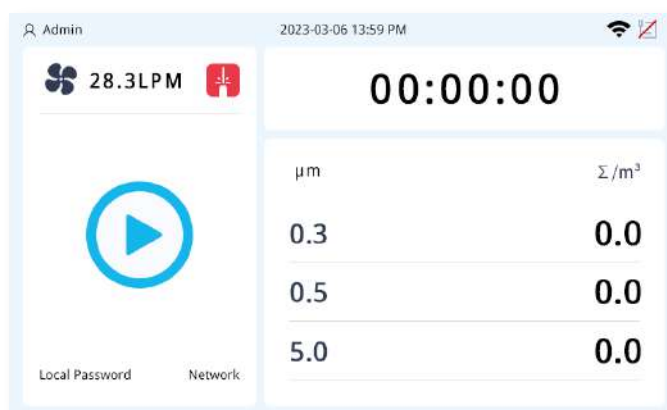 Admin
2023-03-06 13:59 PM
28.3LPM
00:00:00
μm Σ/m³
0.3 0.0
0.5 0.0
5.0 0.0
Local Password Network